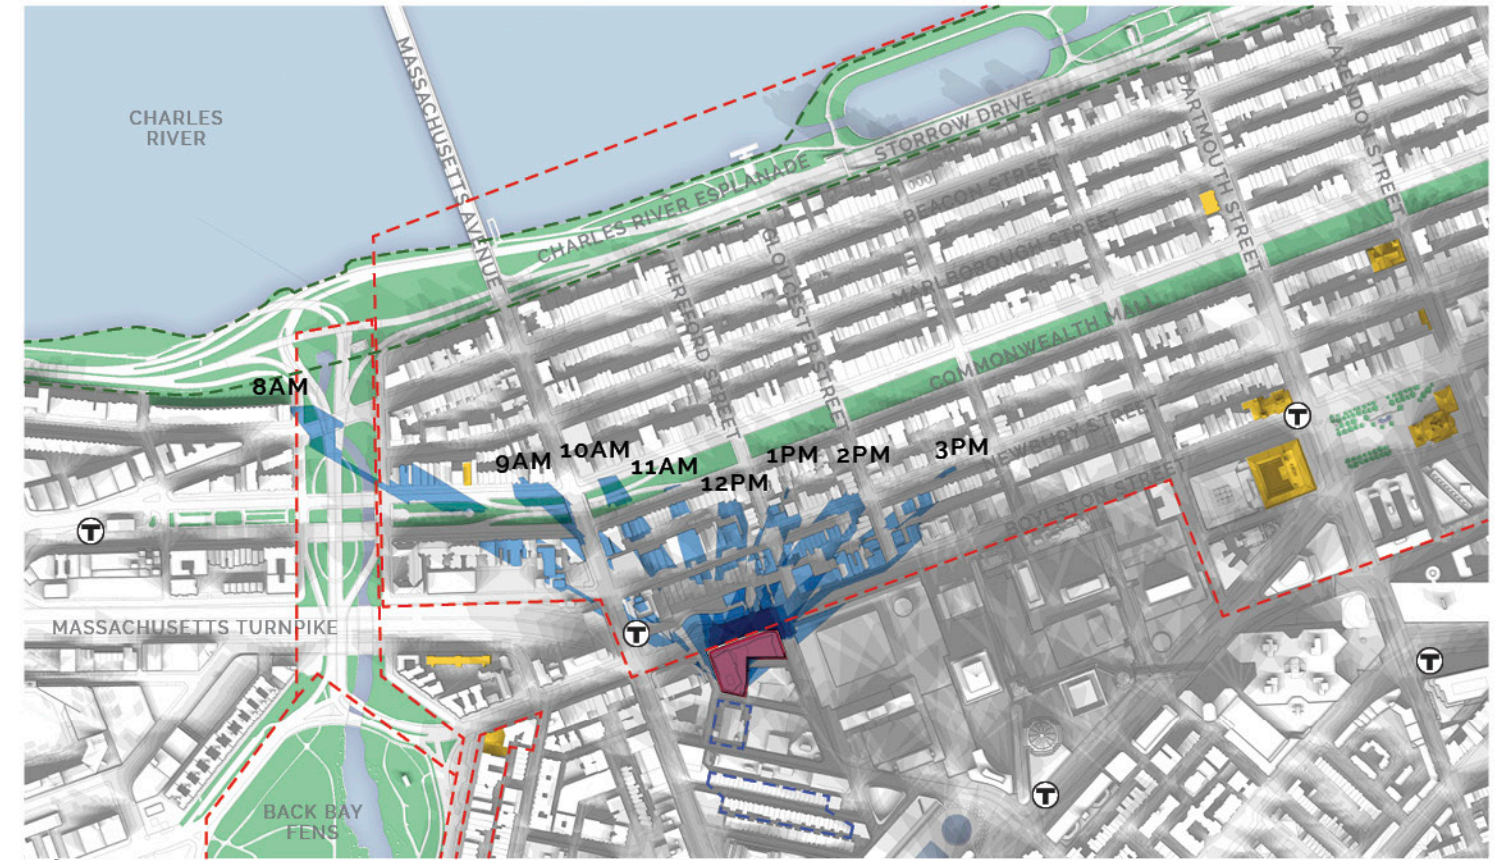 CHARLES
RIVER
MASSACHUSETTS AVENUE
CHARLES RIVER ESPLANADE
STORROW DRIVE
BEACON STREET
MARLBOROUGH STREET
COMMONWEALTH MALL
NEWBURY STREET
BOYLSTON STREET
HEREFORD STREET
GLOUCESTER STREET
DARTMOUTH STREET
CLARENDON STREET
8AM
9AM
10AM
11AM
12PM
1PM
2PM
3PM
T
T
T
T
T
MASSACHUSETTS TURNPIKE
BACK BAY
FENS